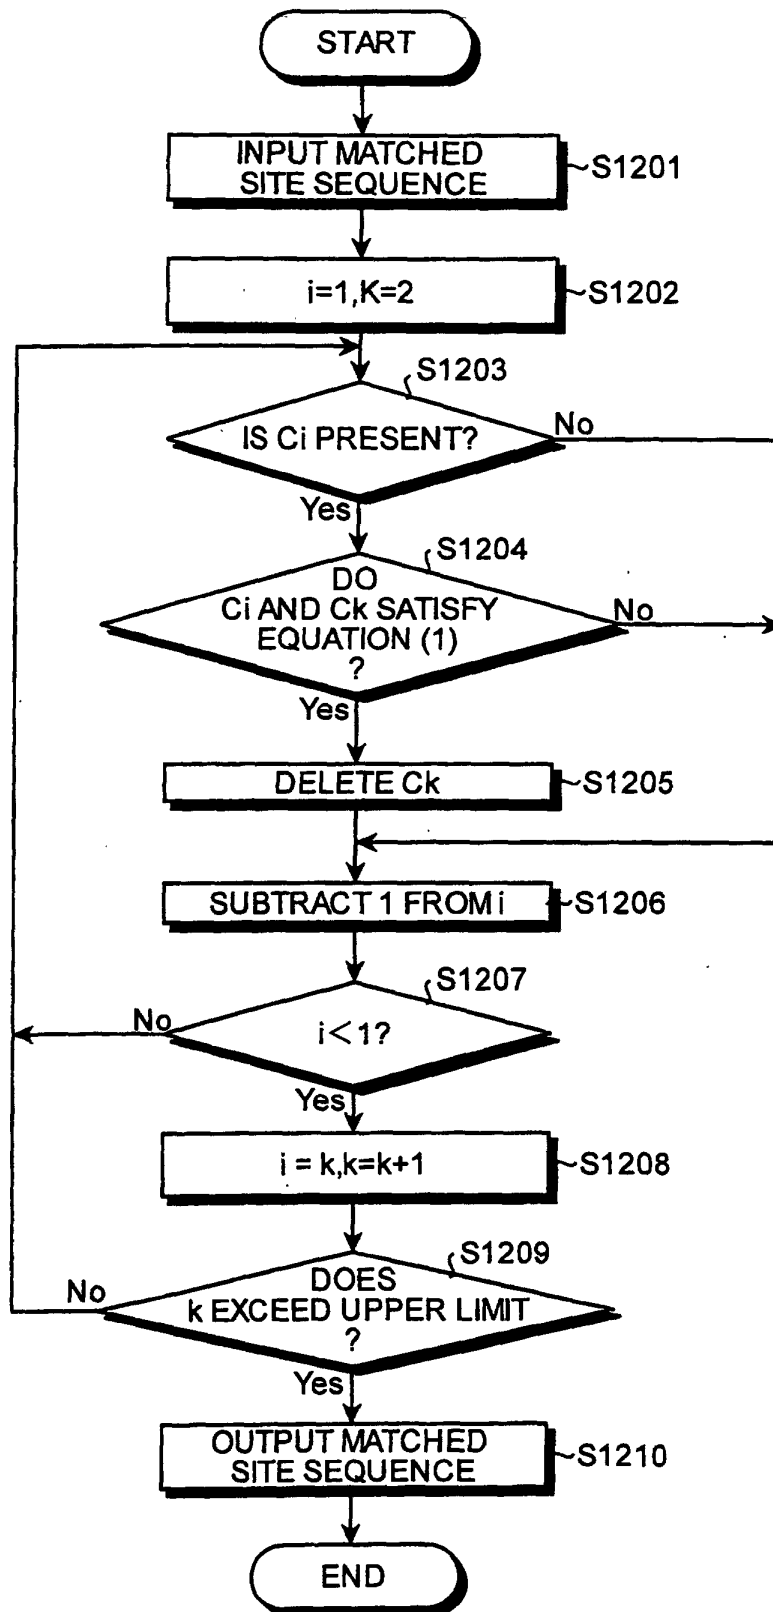 START
INPUT MATCHED
SITE SEQUENCE
S1201
i=1,K=2
S1202
S1203
IS Ci PRESENT?
No
Yes
S1204
DO
Ci AND Ck SATISFY
EQUATION (1)
?
No
Yes
DELETE Ck
S1205
SUBTRACT 1 FROM i
S1206
S1207
No
i<1?
Yes
i = k,k=k+1
S1208
S1209
No
DOES
k EXCEED UPPER LIMIT
?
Yes
OUTPUT MATCHED
SITE SEQUENCE
S1210
END